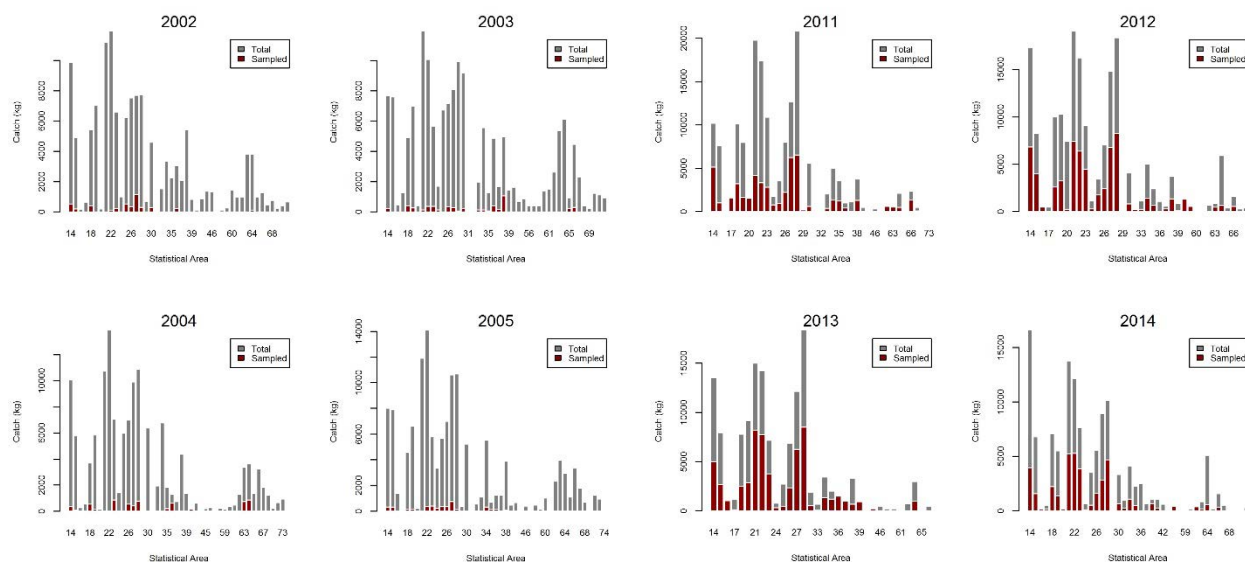 2002
Total
Sampled
Catch (kg)
8000
6000
4000
2000
0
14 18 22 26 30 35 39 46 60 64 68
Statistical Area
2003
Total
Sampled
Catch (kg)
8000
6000
4000
2000
0
14 18 22 26 31 35 39 56 61 65 69
Statistical Area
2011
Total
Sampled
Catch (kg)
20000
15000
10000
5000
0
14 17 20 23 26 29 32 35 38 46 63 66 73
Statistical Area
2012
Total
Sampled
Catch (kg)
15000
10000
5000
0
14 17 20 23 26 29 33 36 39 60 63 66
Statistical Area
2004
Total
Sampled
Catch (kg)
10000
6000
2000
0
14 18 22 26 30 35 39 45 59 63 67 73
Statistical Area
2005
Total
Sampled
Catch (kg)
14000
10000
8000
6000
4000
2000
0
14 18 22 26 30 34 38 46 60 64 68 74
Statistical Area
2013
Total
Sampled
Catch (kg)
15000
10000
5000
0
14 17 21 24 27 30 33 36 39 46 61 65
Statistical Area
2014
Total
Sampled
Catch (kg)
15000
10000
5000
0
14 18 22 26 30 36 42 59 64 68
Statistical Area